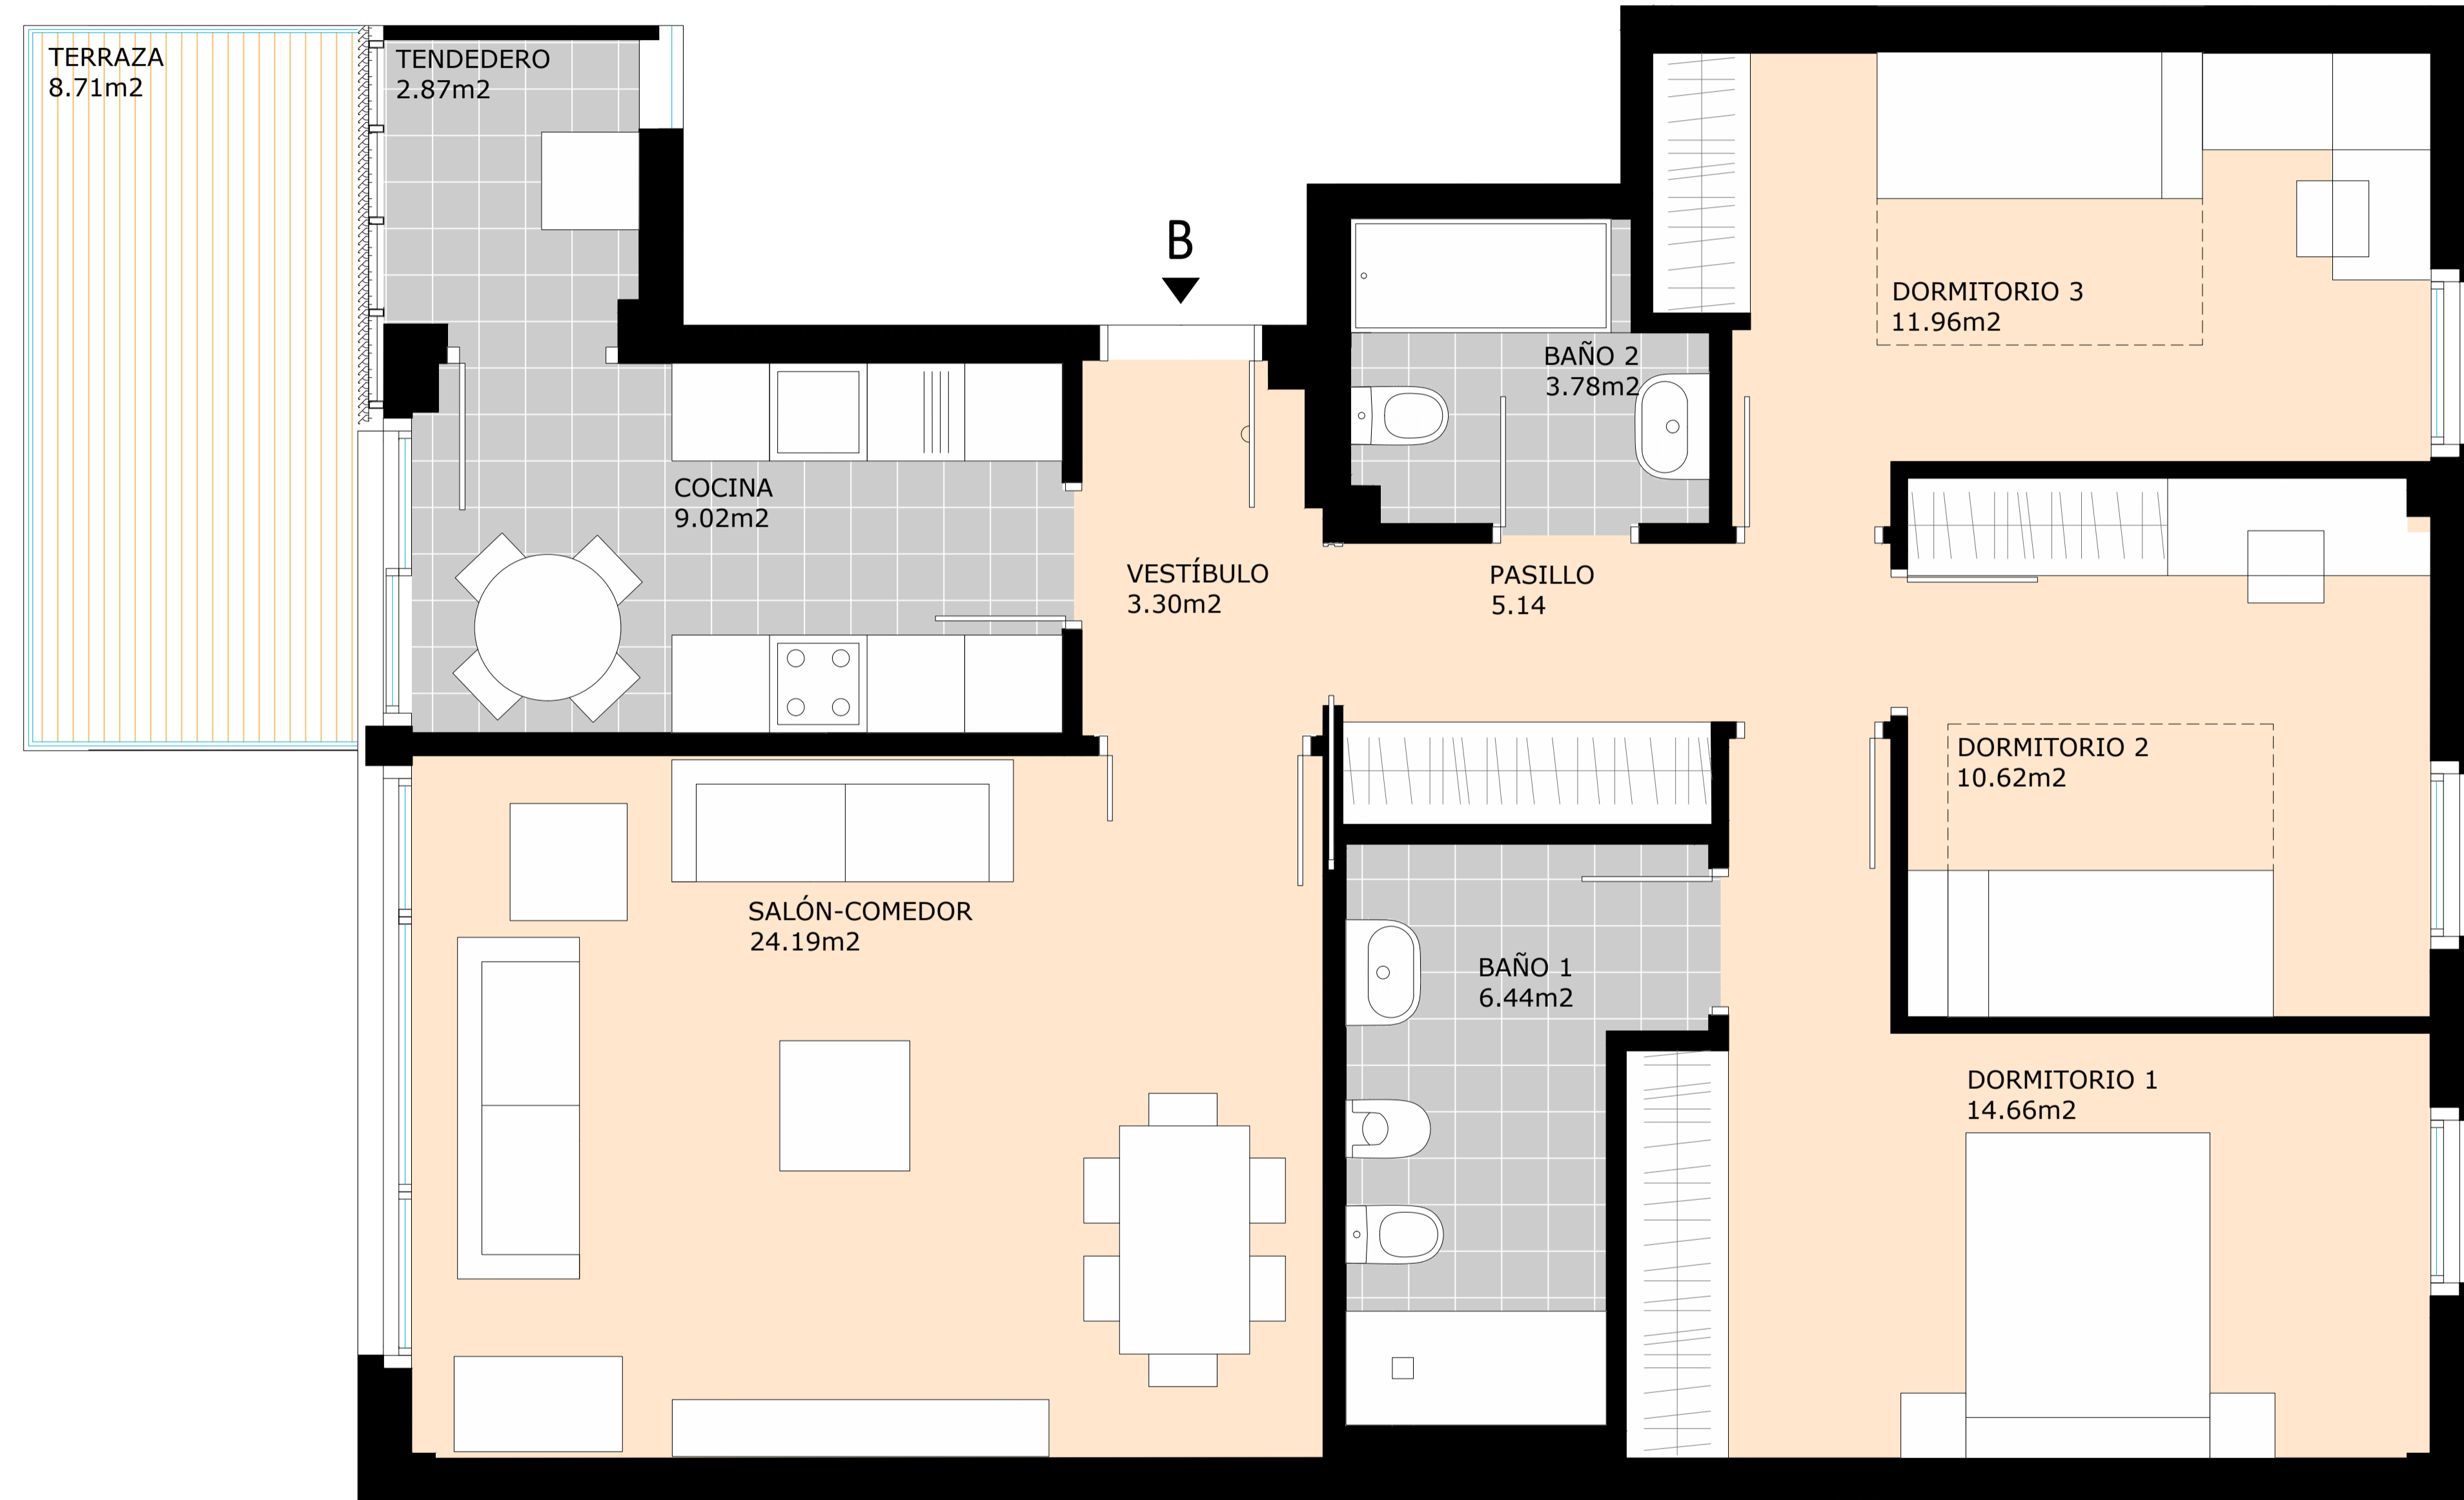 TERRAZA
8.71m2
TENDEDERO
2.87m2
B
DORMITORIO 3
11.96m2
BAÑO 2
3.78m2
COCINA
9.02m2
VESTÍBULO
3.30m2
PASILLO
5.14
DORMITORIO 2
10.62m2
SALÓN-COMEDOR
24.19m2
BAÑO 1
6.44m2
DORMITORIO 1
14.66m2